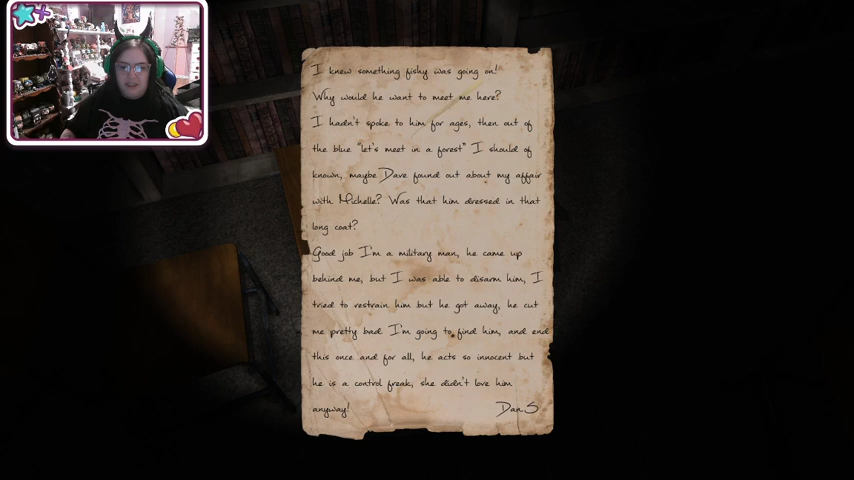 I knew something fishy was going on!
Why would he want to meet me here?
I hadn't spoke to him for ages, then out of
the blue "let's meet in a forest" I should of
known, maybe Dave found out about my affair
with Michelle? Was that him dressed in that
long coat?
Good job I'm a military man, he came up
behind me, but I was able to disarm him, I
tried to restrain him but he got away, he cut
me pretty bad I'm going to find him, and end
this once and for all, he acts so innocent but
he is a control freak, she didn't love him
anyway! Dan S